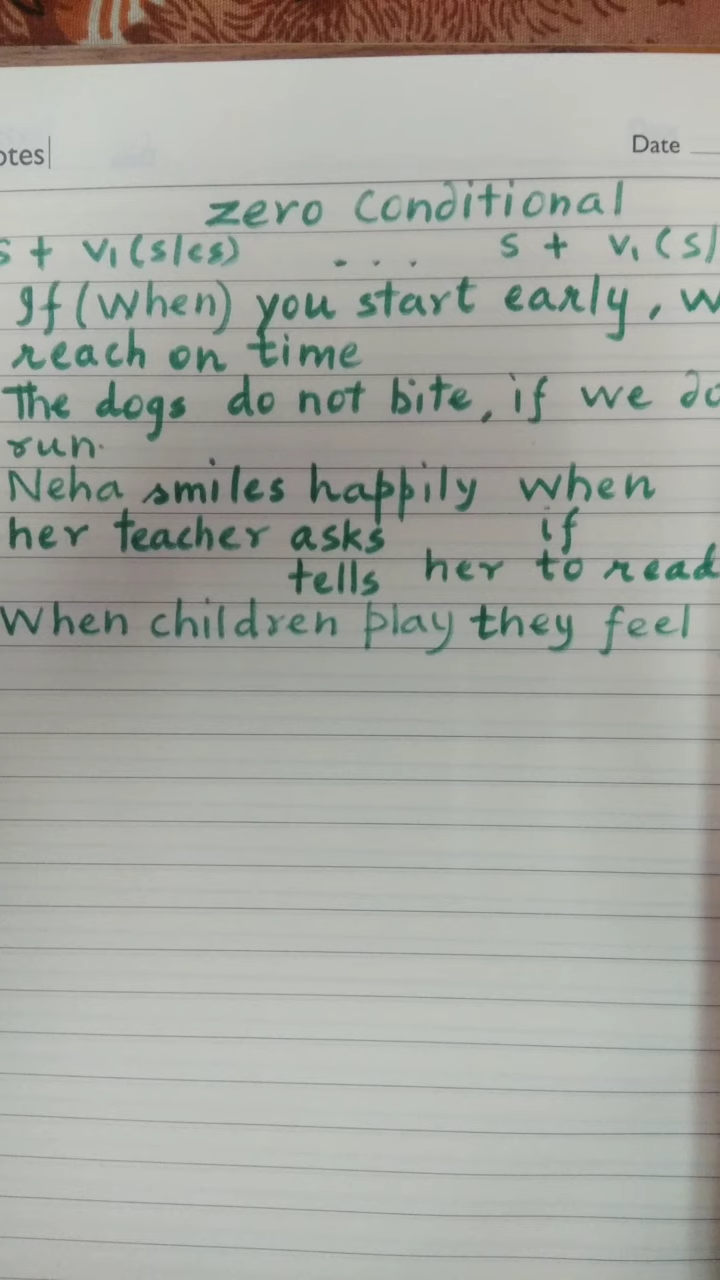 otes
Date
zero Conditional
S + V₁ (s/es) ... S + V₁ (s/
If (when) you start early, w
reach on time
The dogs do not bite, if we do
run.
Neha smiles happily when
her teacher asks if
tells her to read
When children play they feel